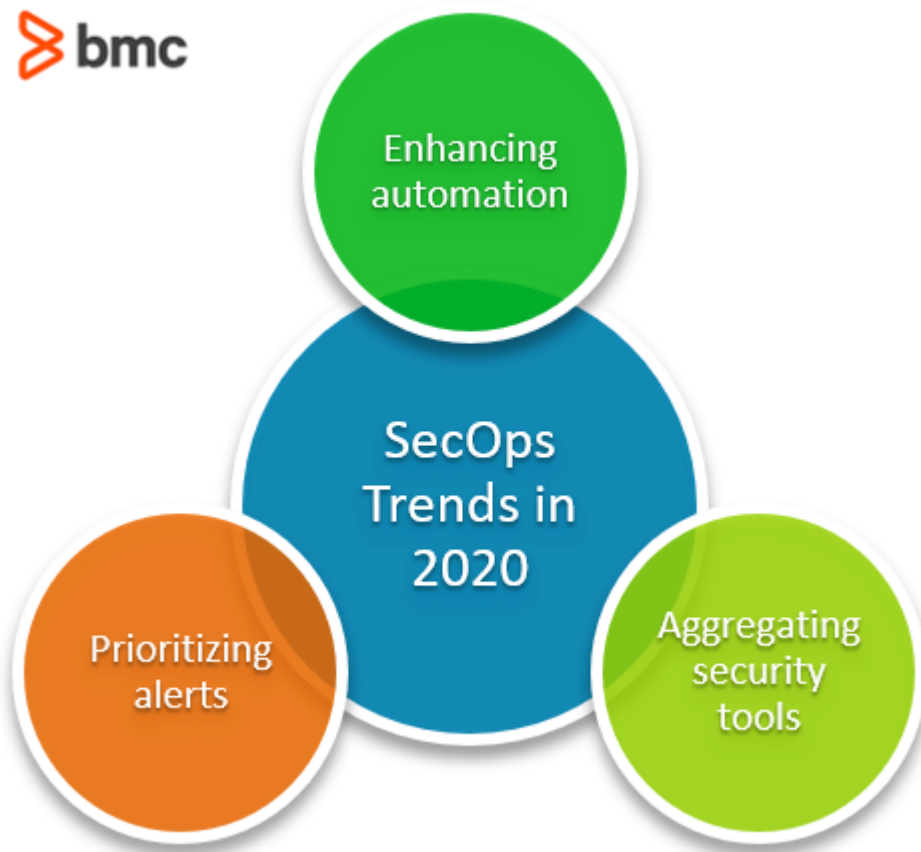 bmc
Enhancing
automation
SecOps
Trends in
2020
Prioritizing
alerts
Aggregating
security
tools